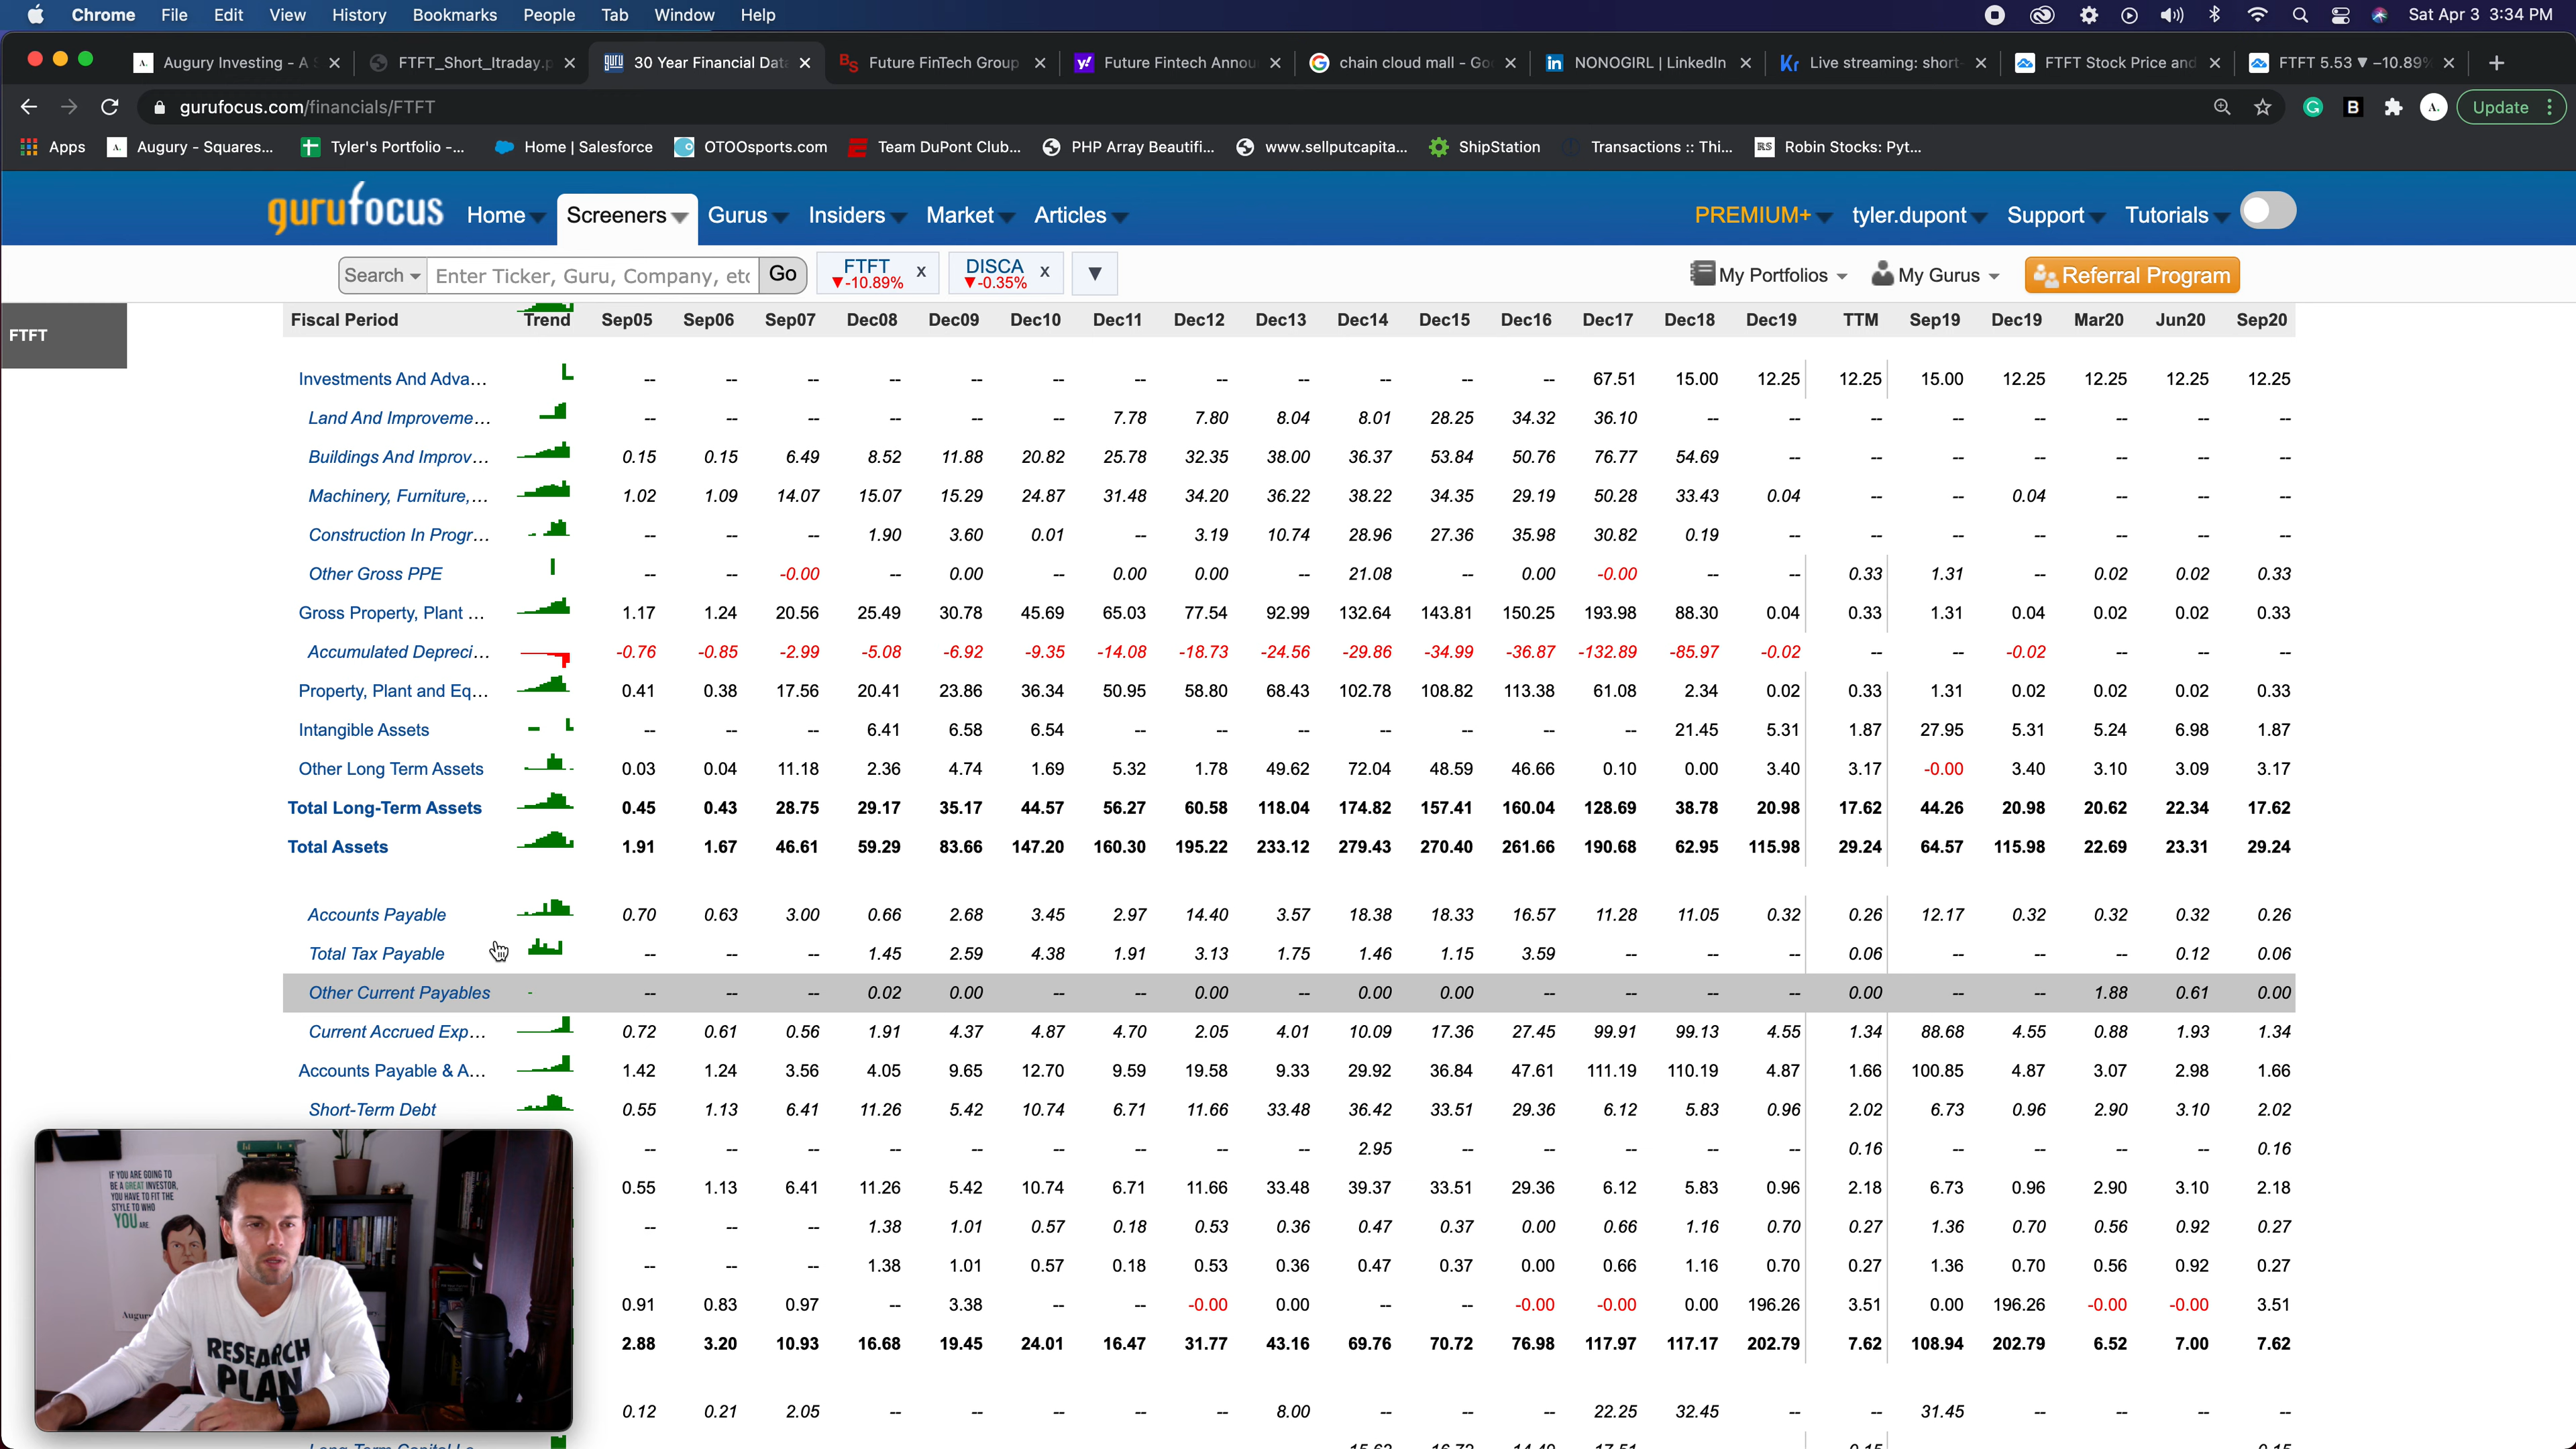 Chrome File Edit View History Bookmarks People Tab Window Help Sat Apr 3 3:34 PM
Augury Investing - A S FTFT_Short_Itraday.p 30 Year Financial Data Future FinTech Group Future Fintech Annou chain cloud mall - Goo NONOGIRL | LinkedIn Live streaming: short- FTFT Stock Price and FTFT 5.53 ▼ −10.89%
gurufocus.com/financials/FTFT Update
Apps Augury - Squares... Tyler's Portfolio -... Home | Salesforce OTOOsports.com Team DuPont Club... PHP Array Beautifi... www.sellputcapita... ShipStation Transactions :: Thi... Robin Stocks: Pyt...
gurufocus Home Screeners Gurus Insiders Market Articles PREMIUM+ tyler.dupont Support Tutorials
Search Enter Ticker, Guru, Company, etc Go FTFT x DISCA x ▼ My Portfolios My Gurus Referral Program
▼-10.89% ▼-0.35%
FTFT
Fiscal Period Trend Sep05 Sep06 Sep07 Dec08 Dec09 Dec10 Dec11 Dec12 Dec13 Dec14 Dec15 Dec16 Dec17 Dec18 Dec19 TTM Sep19 Dec19 Mar20 Jun20 Sep20
Investments And Adva... -- -- -- -- -- -- -- -- -- -- -- -- 67.51 15.00 12.25 12.25 15.00 12.25 12.25 12.25 12.25
Land And Improveme... -- -- -- -- -- -- 7.78 7.80 8.04 8.01 28.25 34.32 36.10 -- -- -- -- -- -- -- --
Buildings And Improv... 0.15 0.15 6.49 8.52 11.88 20.82 25.78 32.35 38.00 36.37 53.84 50.76 76.77 54.69 -- -- -- -- -- -- --
Machinery, Furniture,... 1.02 1.09 14.07 15.07 15.29 24.87 31.48 34.20 36.22 38.22 34.35 29.19 50.28 33.43 0.04 -- -- 0.04 -- -- --
Construction In Progr... -- -- -- 1.90 3.60 0.01 -- 3.19 10.74 28.96 27.36 35.98 30.82 0.19 -- -- -- -- -- -- --
Other Gross PPE -- -- -0.00 -- 0.00 -- 0.00 0.00 -- 21.08 -- 0.00 -0.00 -- -- 0.33 1.31 -- 0.02 0.02 0.33
Gross Property, Plant ... 1.17 1.24 20.56 25.49 30.78 45.69 65.03 77.54 92.99 132.64 143.81 150.25 193.98 88.30 0.04 0.33 1.31 0.04 0.02 0.02 0.33
Accumulated Depreci... -0.76 -0.85 -2.99 -5.08 -6.92 -9.35 -14.08 -18.73 -24.56 -29.86 -34.99 -36.87 -132.89 -85.97 -0.02 -- -- -0.02 -- -- --
Property, Plant and Eq... 0.41 0.38 17.56 20.41 23.86 36.34 50.95 58.80 68.43 102.78 108.82 113.38 61.08 2.34 0.02 0.33 1.31 0.02 0.02 0.02 0.33
Intangible Assets -- -- -- 6.41 6.58 6.54 -- -- -- -- -- -- -- 21.45 5.31 1.87 27.95 5.31 5.24 6.98 1.87
Other Long Term Assets 0.03 0.04 11.18 2.36 4.74 1.69 5.32 1.78 49.62 72.04 48.59 46.66 0.10 0.00 3.40 3.17 -0.00 3.40 3.10 3.09 3.17
Total Long-Term Assets 0.45 0.43 28.75 29.17 35.17 44.57 56.27 60.58 118.04 174.82 157.41 160.04 128.69 38.78 20.98 17.62 44.26 20.98 20.62 22.34 17.62
Total Assets 1.91 1.67 46.61 59.29 83.66 147.20 160.30 195.22 233.12 279.43 270.40 261.66 190.68 62.95 115.98 29.24 64.57 115.98 22.69 23.31 29.24
Accounts Payable 0.70 0.63 3.00 0.66 2.68 3.45 2.97 14.40 3.57 18.38 18.33 16.57 11.28 11.05 0.32 0.26 12.17 0.32 0.32 0.32 0.26
Total Tax Payable -- -- -- 1.45 2.59 4.38 1.91 3.13 1.75 1.46 1.15 3.59 -- -- -- 0.06 -- -- -- 0.12 0.06
Other Current Payables -- -- -- 0.02 0.00 -- -- 0.00 -- 0.00 0.00 -- -- -- -- 0.00 -- -- 1.88 0.61 0.00
Current Accrued Exp... 0.72 0.61 0.56 1.91 4.37 4.87 4.70 2.05 4.01 10.09 17.36 27.45 99.91 99.13 4.55 1.34 88.68 4.55 0.88 1.93 1.34
Accounts Payable & A... 1.42 1.24 3.56 4.05 9.65 12.70 9.59 19.58 9.33 29.92 36.84 47.61 111.19 110.19 4.87 1.66 100.85 4.87 3.07 2.98 1.66
Short-Term Debt 0.55 1.13 6.41 11.26 5.42 10.74 6.71 11.66 33.48 36.42 33.51 29.36 6.12 5.83 0.96 2.02 6.73 0.96 2.90 3.10 2.02
-- -- -- -- -- -- -- -- -- 2.95 -- -- -- -- -- 0.16 -- -- -- -- 0.16
0.55 1.13 6.41 11.26 5.42 10.74 6.71 11.66 33.48 39.37 33.51 29.36 6.12 5.83 0.96 2.18 6.73 0.96 2.90 3.10 2.18
-- -- -- 1.38 1.01 0.57 0.18 0.53 0.36 0.47 0.37 0.00 0.66 1.16 0.70 0.27 1.36 0.70 0.56 0.92 0.27
-- -- -- 1.38 1.01 0.57 0.18 0.53 0.36 0.47 0.37 0.00 0.66 1.16 0.70 0.27 1.36 0.70 0.56 0.92 0.27
0.91 0.83 0.97 -- 3.38 -- -- -0.00 0.00 -- -- -0.00 -0.00 0.00 196.26 3.51 0.00 196.26 -0.00 -0.00 3.51
2.88 3.20 10.93 16.68 19.45 24.01 16.47 31.77 43.16 69.76 70.72 76.98 117.97 117.17 202.79 7.62 108.94 202.79 6.52 7.00 7.62
0.12 0.21 2.05 -- -- -- -- -- 8.00 -- -- -- 22.25 32.45 -- -- 31.45 -- -- -- --
IF YOU ARE GOING TO
BE A GREAT INVESTOR,
YOU HAVE TO FIT THE
STYLE TO WHO
YOU ARE.
RESEARCH
PLAN